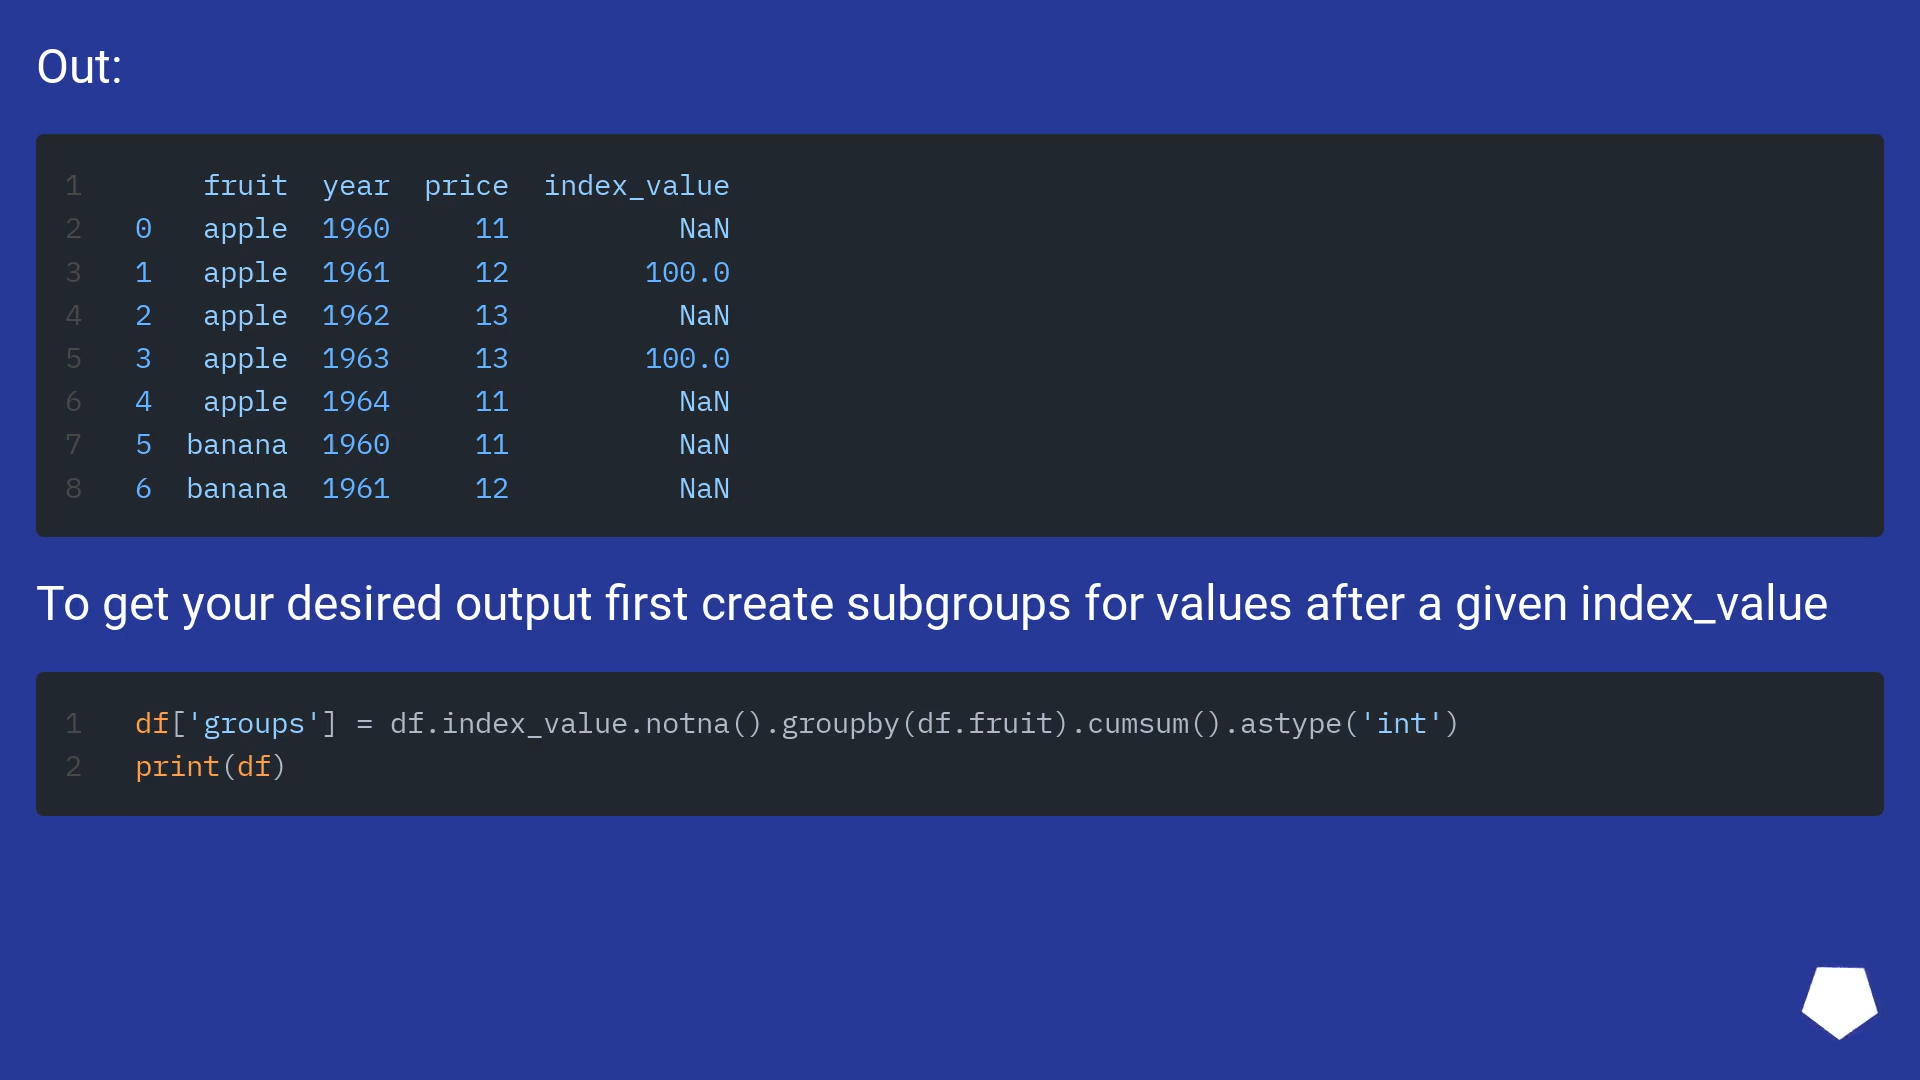 Out:
1 fruit year price index_value
2 0 apple 1960 11 NaN
3 1 apple 1961 12 100.0
4 2 apple 1962 13 NaN
5 3 apple 1963 13 100.0
6 4 apple 1964 11 NaN
7 5 banana 1960 11 NaN
8 6 banana 1961 12 NaN
To get your desired output first create subgroups for values after a given index_value
1 df['groups'] = df.index_value.notna().groupby(df.fruit).cumsum().astype('int')
2 print(df)